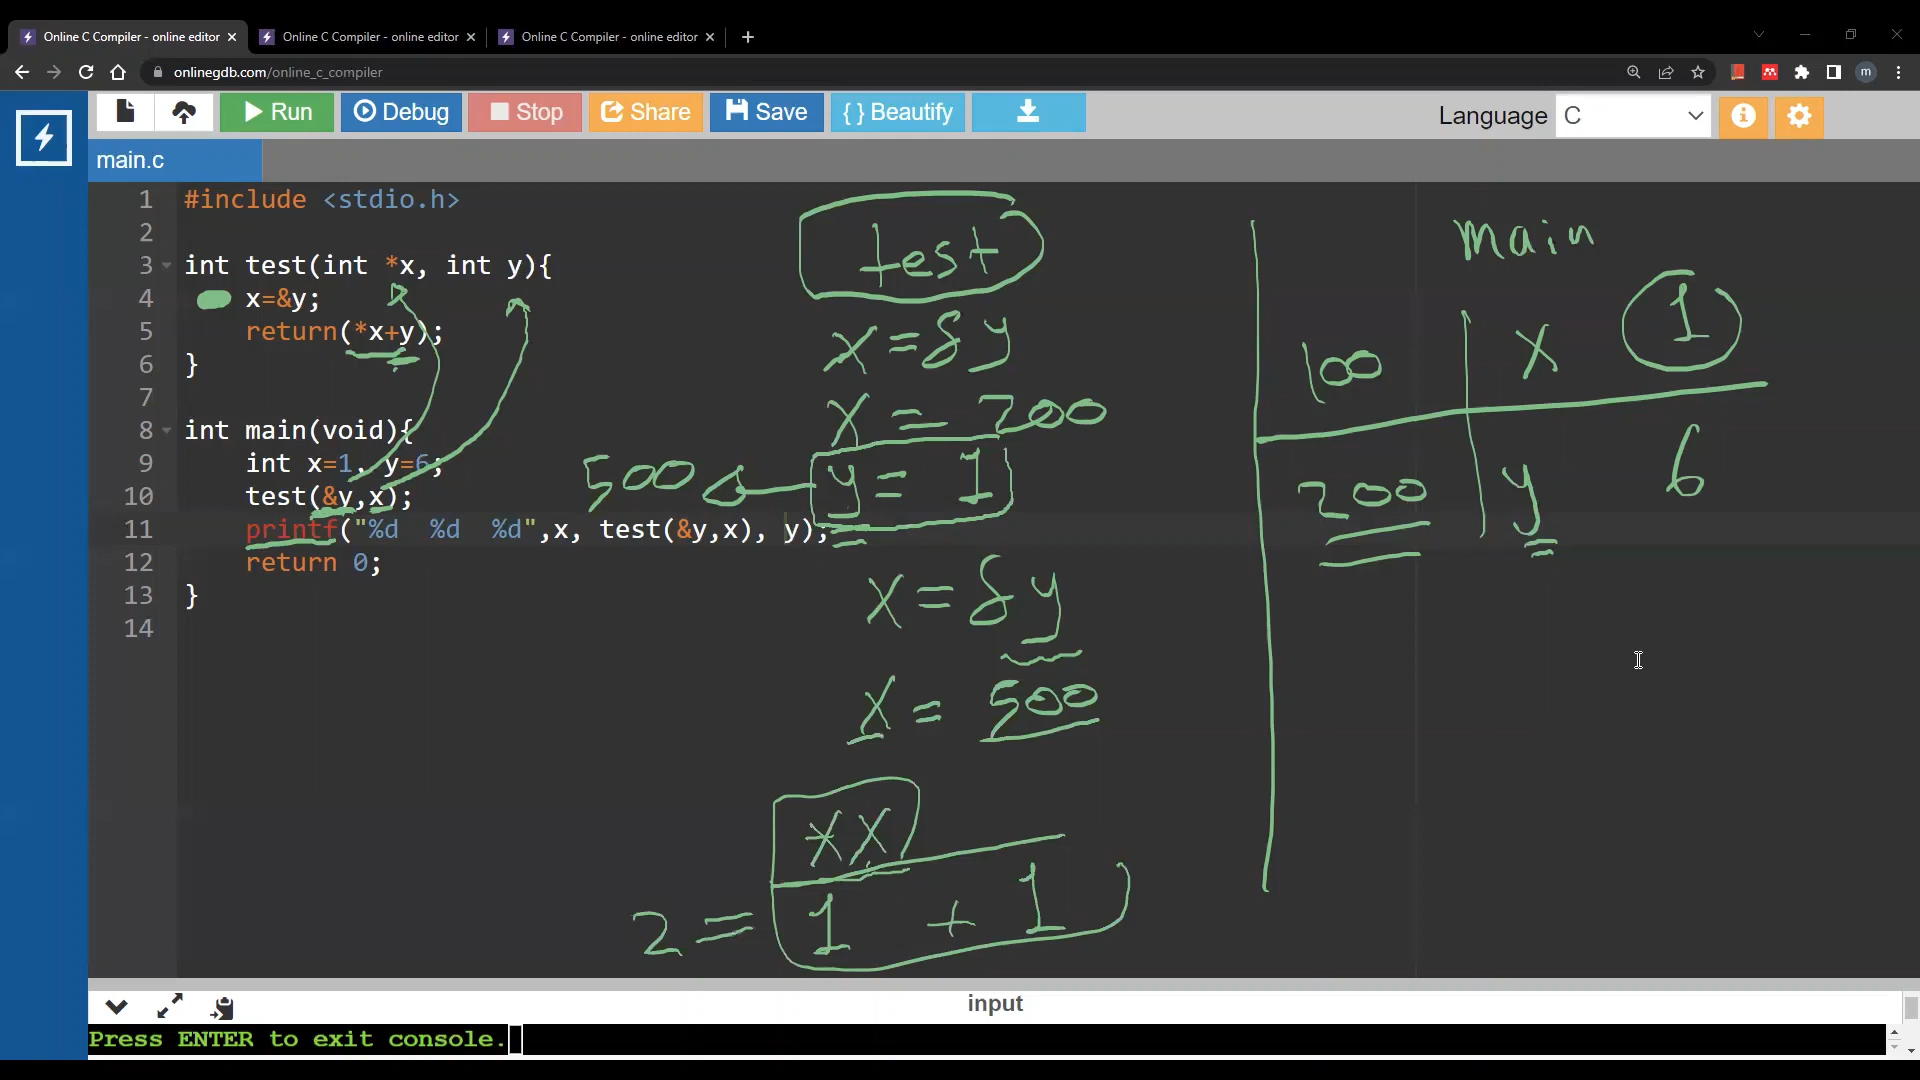 Online C Compiler - online editor
Online C Compiler - online editor
Online C Compiler - online editor
onlinegdb.com/online_c_compiler
m
Run
Debug
Stop
Share
Save
{ } Beautify
Language
C
main.c
1 #include <stdio.h>
2
3 int test(int *x, int y){
4 x=&y;
5 return(*x+y);
6 }
7
8 int main(void){
9 int x=1, y=6;
10 test(&y,x);
11 printf("%d  %d  %d",x, test(&y,x), y);
12 return 0;
13 }
14
test
x=&y
x = 200
500
y= 1
x=&y
x = 500
*x
2 = 1 + 1
main
100 x 1
200 y 6
input
Press ENTER to exit console.